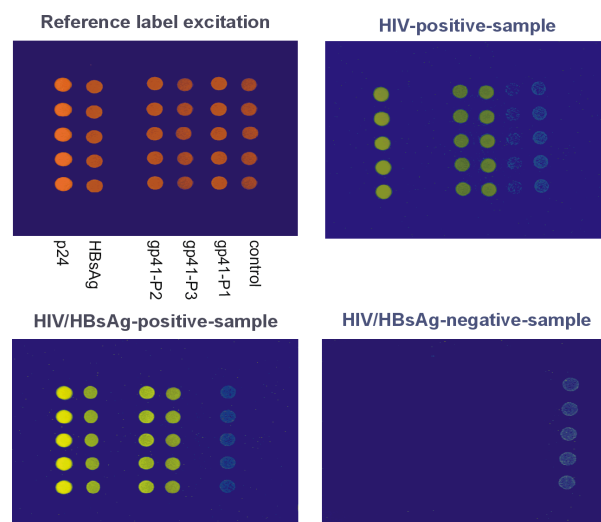 Reference label excitation
HIV-positive-sample
p24
HBsAg
gp41-P2
gp41-P3
gp41-P1
control
HIV/HBsAg-positive-sample
HIV/HBsAg-negative-sample